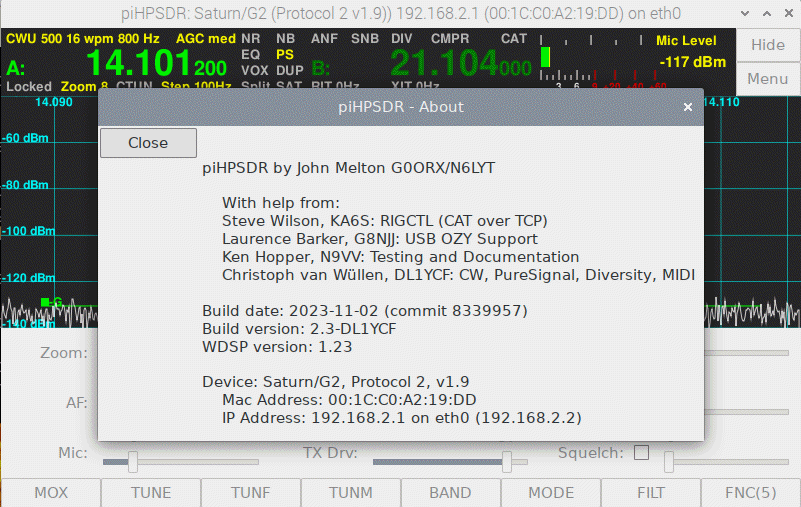 piHPSDR: Saturn/G2 (Protocol 2 v1.9)) 192.168.2.1 (00:1C:C0:A2:19:DD) on eth0
CWU 500 16 wpm 800 Hz AGC med NR NB ANF SNB DIV CMPR CAT
EQ PS
VOX DUP
A: 14.101200 B: 21.104000
Mic Level
-117 dBm
Hide
Menu
Locked Zoom 8 CTUN Step 100Hz Split SAT RIT 0Hz XIT 0Hz
3 6 9 +20 +40 +60
14.090
14.110
-60 dBm
-80 dBm
-100 dBm
-120 dBm
-G
-140 dBm
piHPSDR - About
Close
piHPSDR by John Melton G0ORX/N6LYT
With help from:
Steve Wilson, KA6S: RIGCTL (CAT over TCP)
Laurence Barker, G8NJJ: USB OZY Support
Ken Hopper, N9VV: Testing and Documentation
Christoph van Wüllen, DL1YCF: CW, PureSignal, Diversity, MIDI
Build date: 2023-11-02 (commit 8339957)
Build version: 2.3-DL1YCF
WDSP version: 1.23
Device: Saturn/G2, Protocol 2, v1.9
Mac Address: 00:1C:C0:A2:19:DD
IP Address: 192.168.2.1 on eth0 (192.168.2.2)
Zoom:
AF:
Mic:
TX Drv:
Squelch:
MOX
TUNE
TUNF
TUNM
BAND
MODE
FILT
FNC(5)